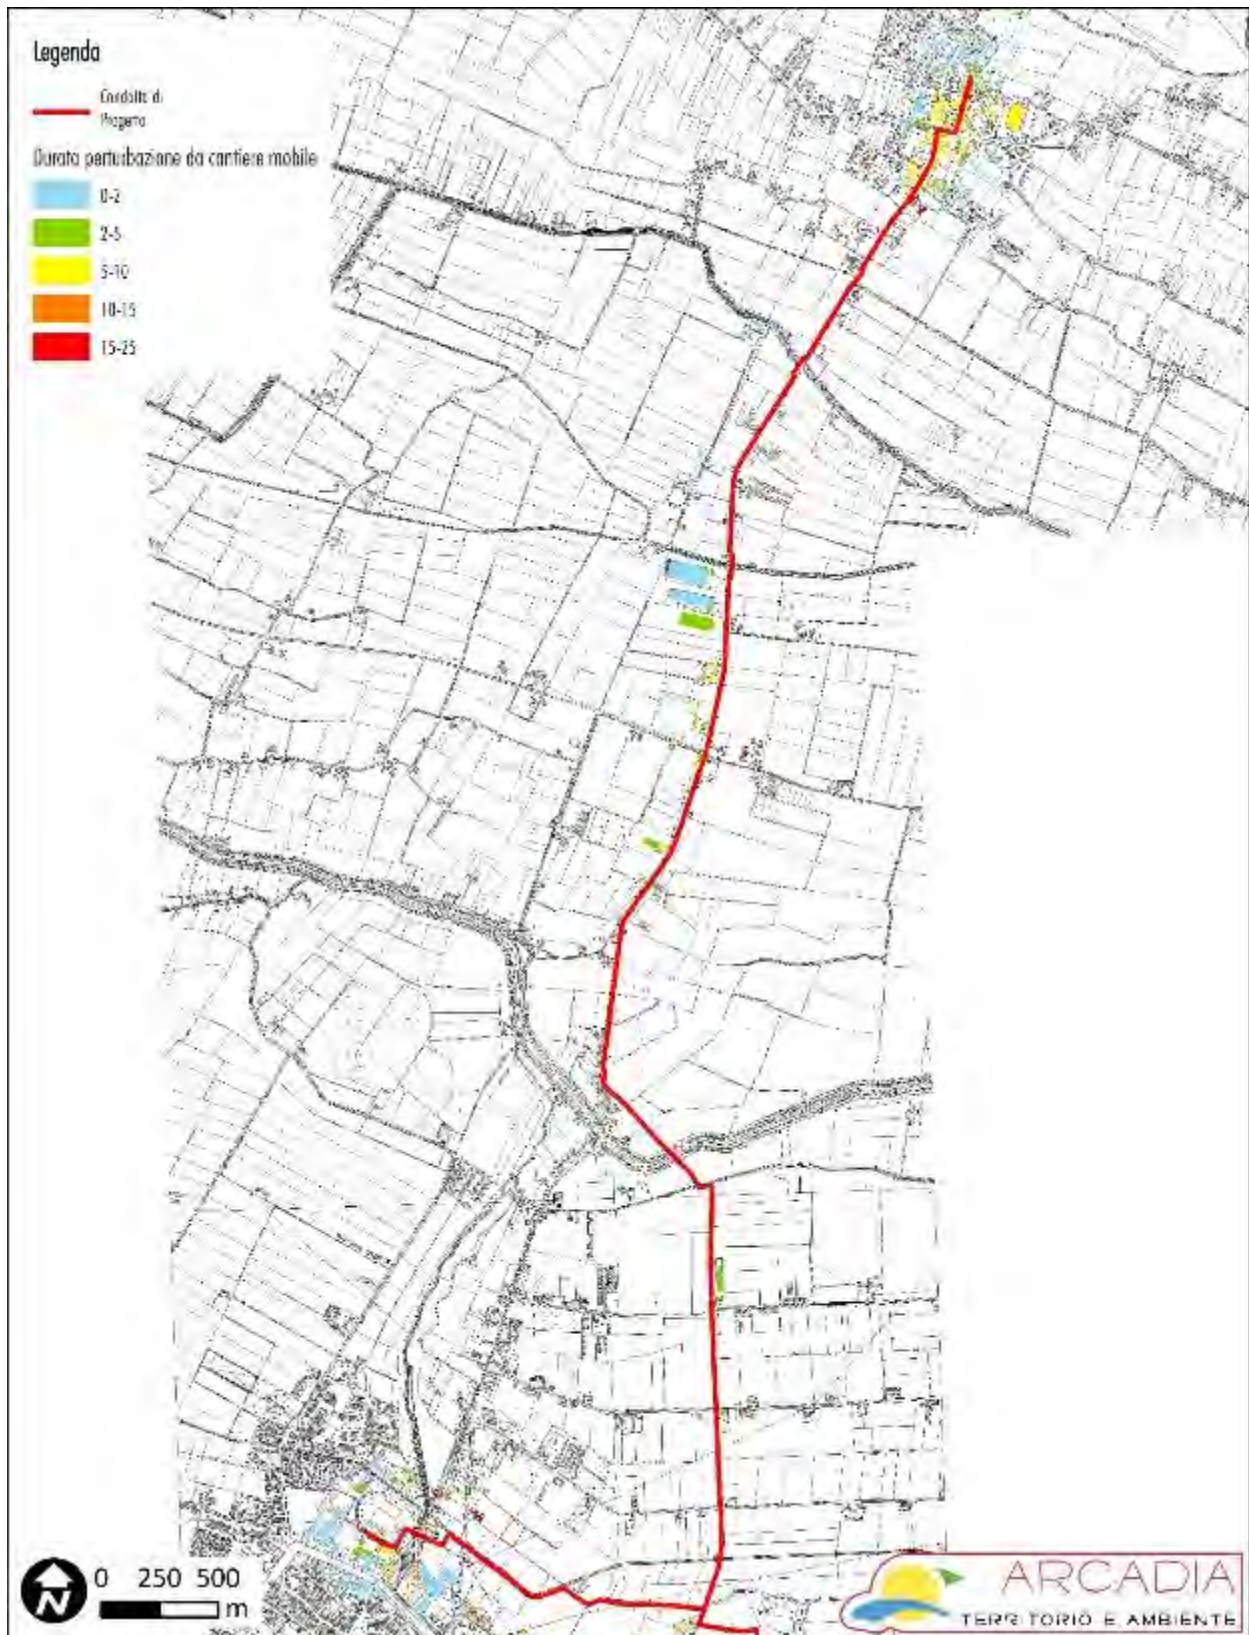 Legenda
Condotta di
Progetto
Durata perturbazione da cantiere mobile
0-2
2-5
5-10
10-15
15-25
N
0 250 500
m
ARCADIA
TERRITORIO E AMBIENTE